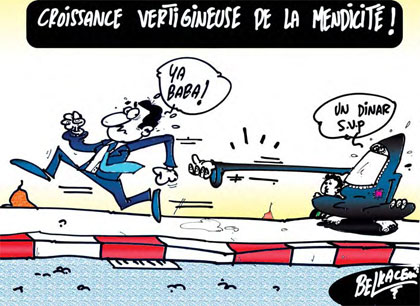 CROISSANCE VERTIGINEUSE DE LA MENDICITÉ !
YA
BABA !
UN DINAR
S.V.P
BELKACEM